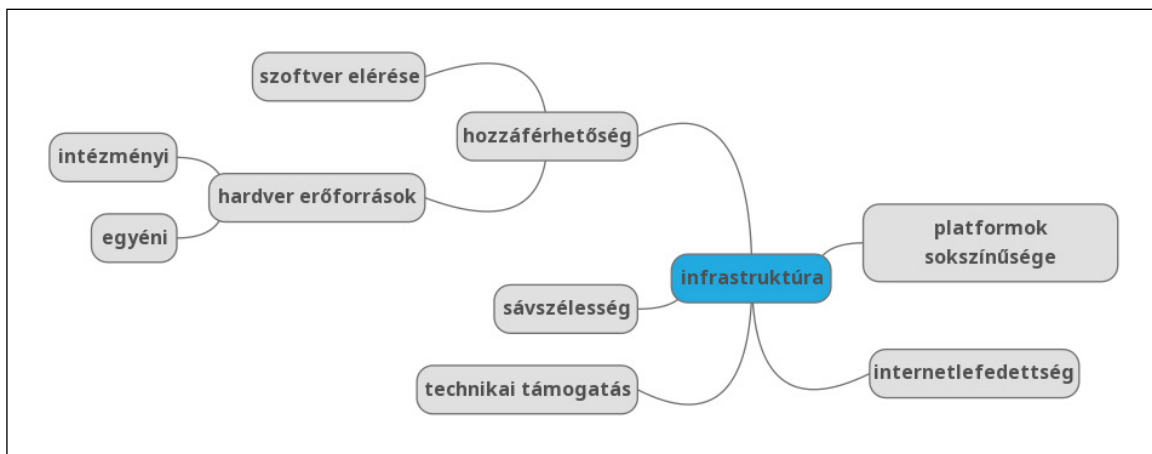 szoftver elérése
hozzáférhetőség
intézményi
hardver erőforrások
egyéni
platformok
sokszínűsége
infrastruktúra
sávszélesség
internetlefedettség
technikai támogatás